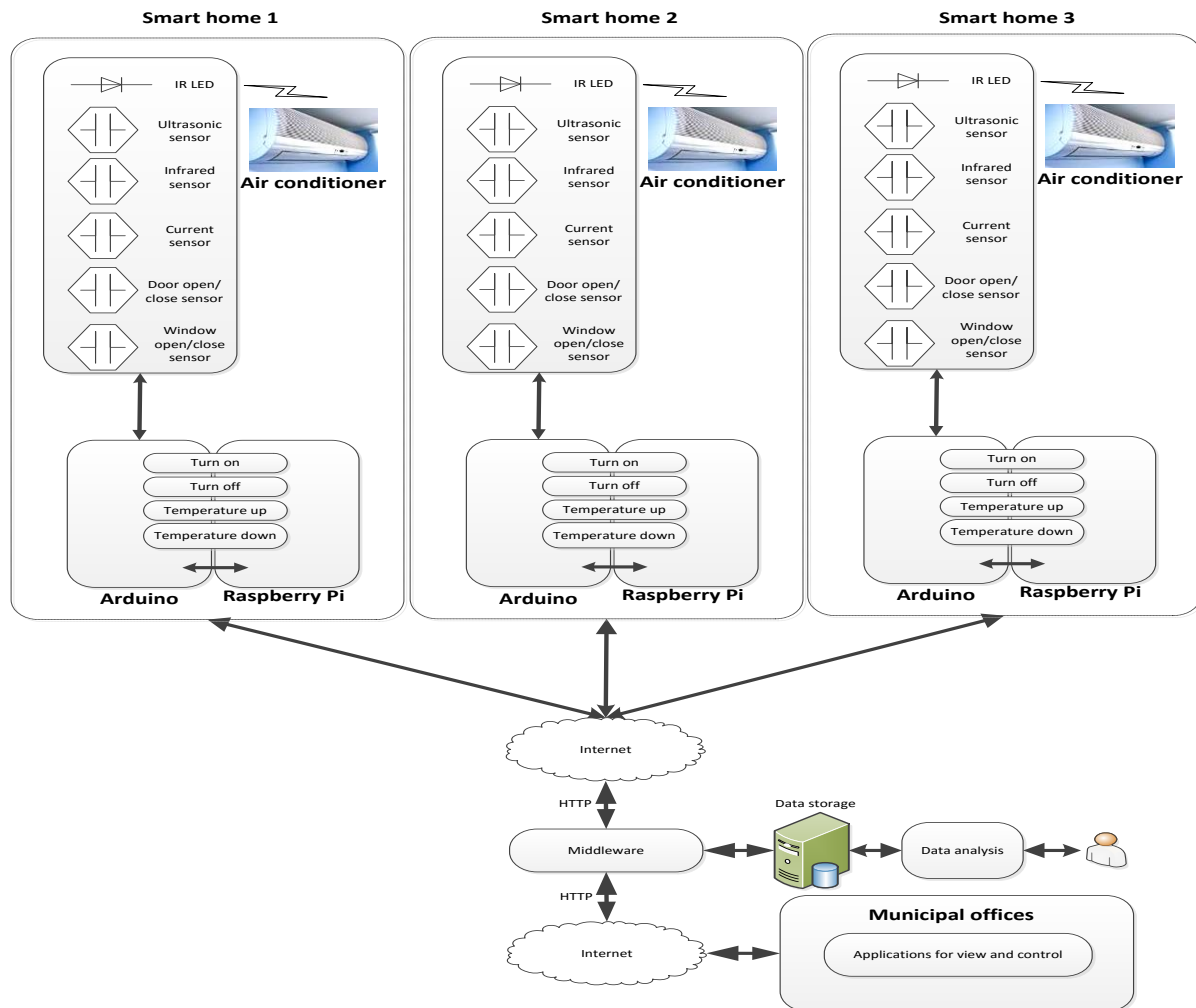 Smart home 1
Smart home 2
Smart home 3
IR LED
Ultrasonic
sensor
Infrared
sensor
Current
sensor
Door open/
close sensor
Window
open/close
sensor
Air conditioner
Turn on
Turn off
Temperature up
Temperature down
Arduino
Raspberry Pi
IR LED
Ultrasonic
sensor
Infrared
sensor
Current
sensor
Door open/
close sensor
Window
open/close
sensor
Air conditioner
Turn on
Turn off
Temperature up
Temperature down
Arduino
Raspberry Pi
IR LED
Ultrasonic
sensor
Infrared
sensor
Current
sensor
Door open/
close sensor
Window
open/close
sensor
Air conditioner
Turn on
Turn off
Temperature up
Temperature down
Arduino
Raspberry Pi
Internet
HTTP
Middleware
Data storage
Data analysis
HTTP
Internet
Municipal offices
Applications for view and control